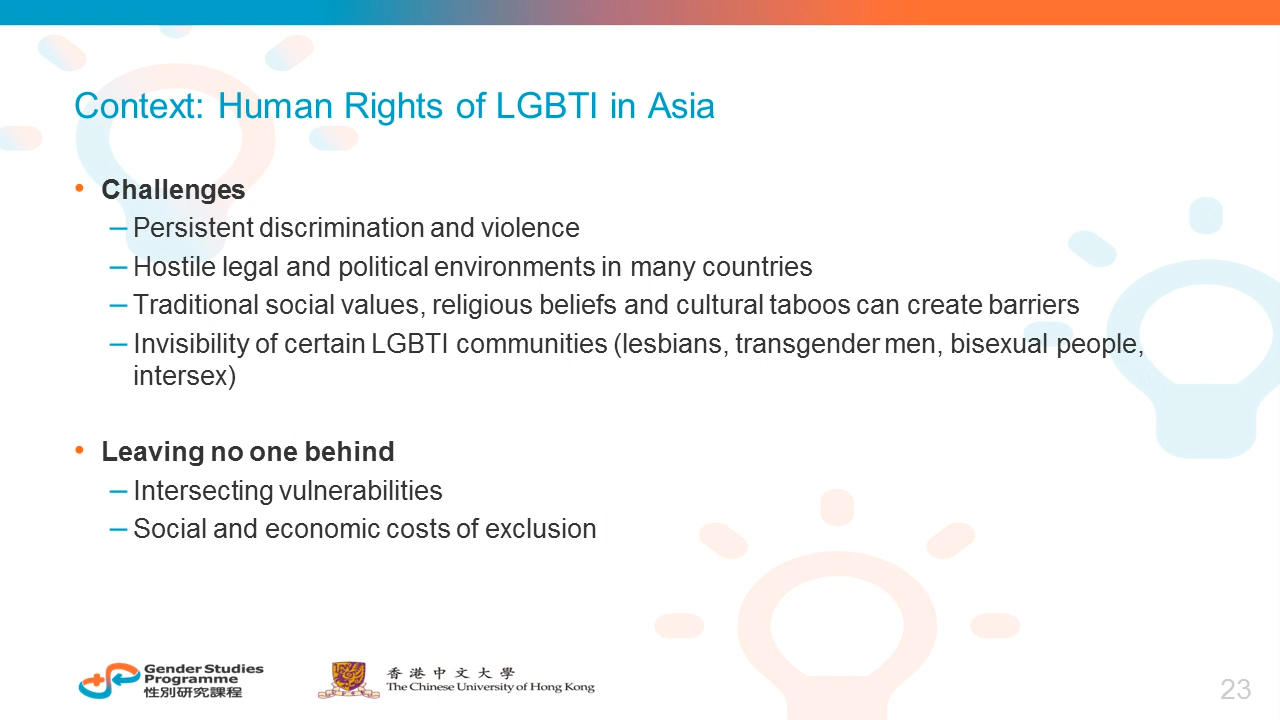 Context: Human Rights of LGBTI in Asia
• Challenges
– Persistent discrimination and violence
– Hostile legal and political environments in many countries
– Traditional social values, religious beliefs and cultural taboos can create barriers
– Invisibility of certain LGBTI communities (lesbians, transgender men, bisexual people,
intersex)
• Leaving no one behind
– Intersecting vulnerabilities
– Social and economic costs of exclusion
Gender Studies
Programme
性別研究課程
香港中文大學
The Chinese University of Hong Kong
23